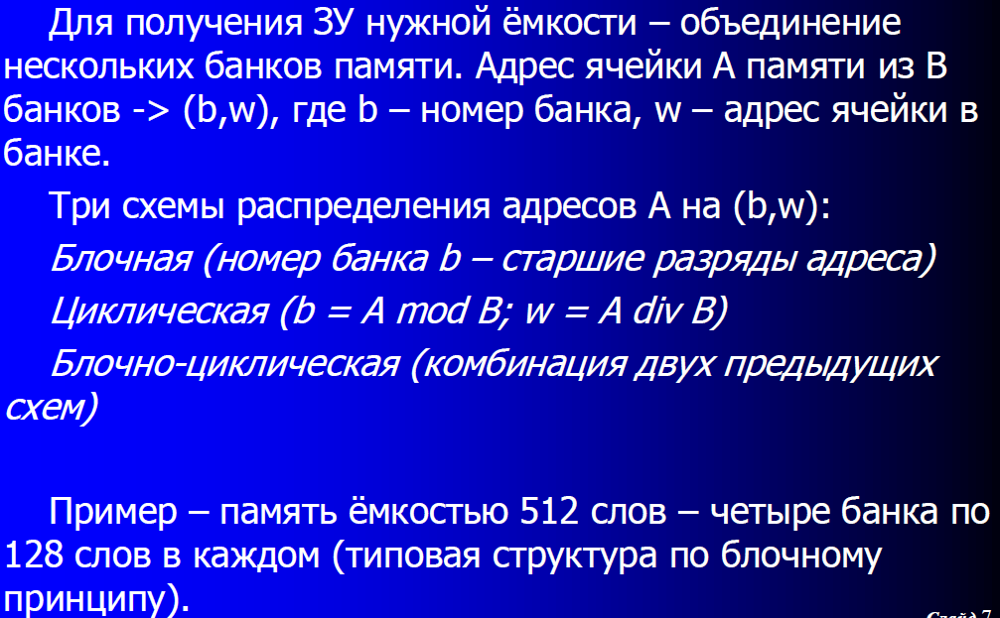 Для получения ЗУ нужной ёмкости – объединение
нескольких банков памяти. Адрес ячейки А памяти из В
банков -> (b,w), где b – номер банка, w – адрес ячейки в
банке.
Три схемы распределения адресов А на (b,w):
Блочная (номер банка b – старшие разряды адреса)
Циклическая (b = A mod B; w = A div B)
Блочно-циклическая (комбинация двух предыдущих
схем)
Пример – память ёмкостью 512 слов – четыре банка по
128 слов в каждом (типовая структура по блочному
принципу).
Слайд 7